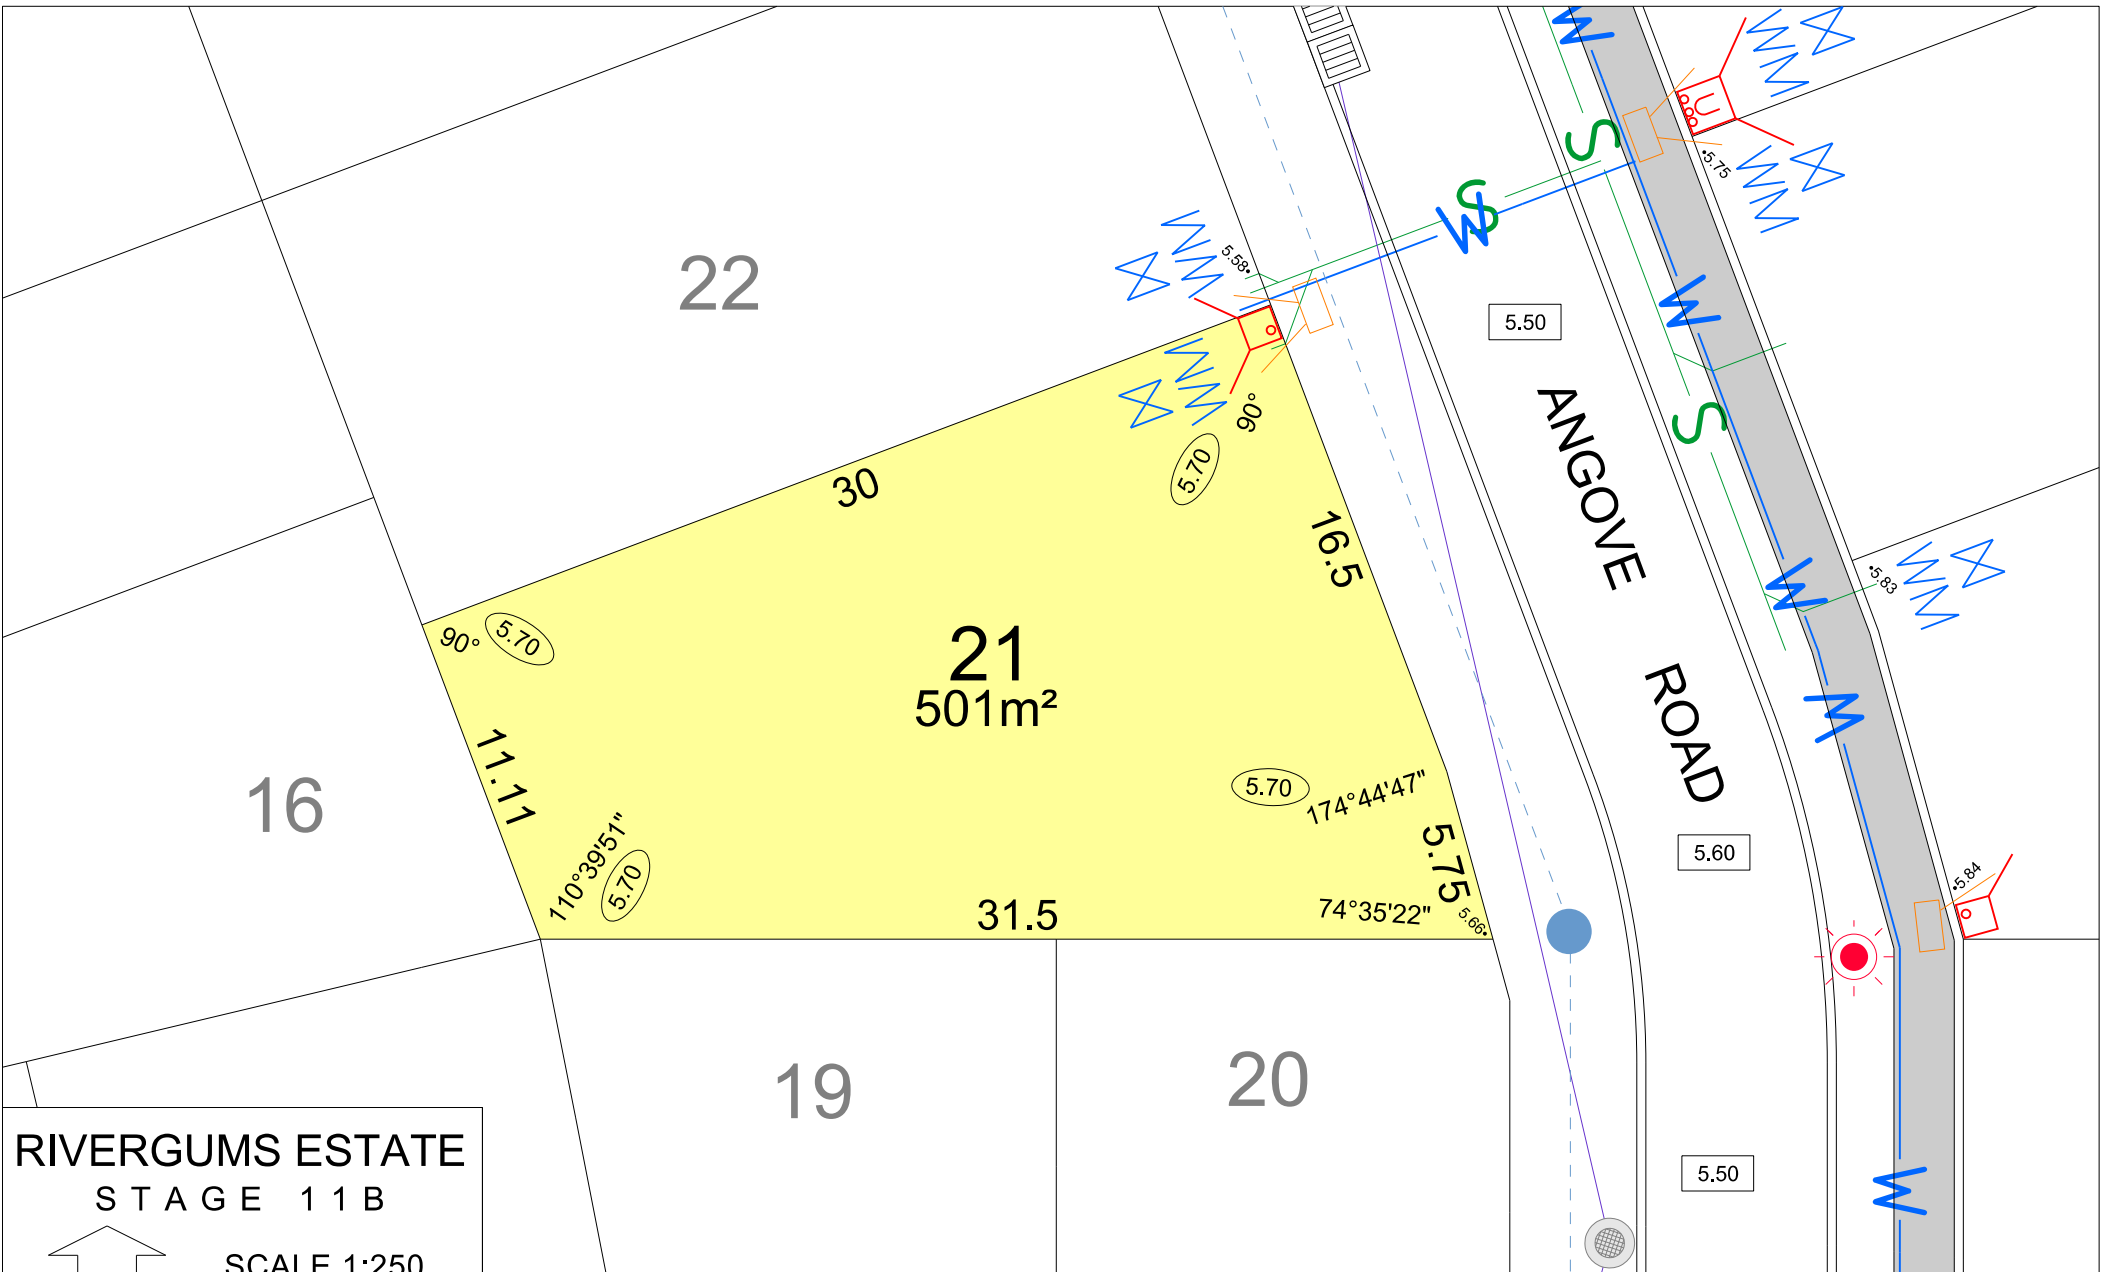 22
5.58
5.75
5.50
ANGOVE ROAD
90°
5.70
30
16.5
5.83
90°
5.70
21
501m²
11.11
16
5.70
174°44'47"
5.75
110°39'51"
5.70
31.5
74°35'22"
5.66
5.60
5.84
19
20
5.50
S
S
S
W
W
W
W
W
W
W
RIVERGUMS ESTATE
STAGE 11B
SCALE 1:250